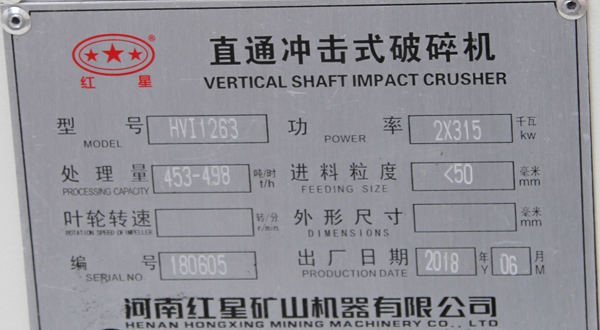 直通冲击式破碎机
红 星
VERTICAL SHAFT IMPACT CRUSHER
型 号 MODEL HVI1263 功 率 POWER 2X315 千瓦 kw
处理量 PROCESSING CAPACITY 453-498 吨/时 t/h 进料粒度 FEEDING SIZE <50 毫米 mm
叶轮转速 ROTATION SPEED OF IMPELLER 转/分 r/min 外形尺寸 DIMENSIONS 毫米 mm
编 号 SERIAL NO 180605 出厂日期 PRODUCTION DATE 2018 年 Y 06 月 M
河南红星矿山机器有限公司
HENAN HONGXING MINING MACHINERY CO., LTD